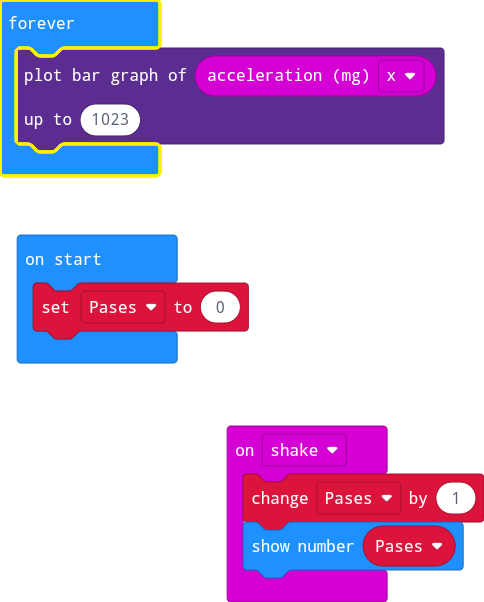 forever
plot bar graph of acceleration (mg) x
up to 1023
on start
set Pases to 0
on shake
change Pases by 1
show number Pases